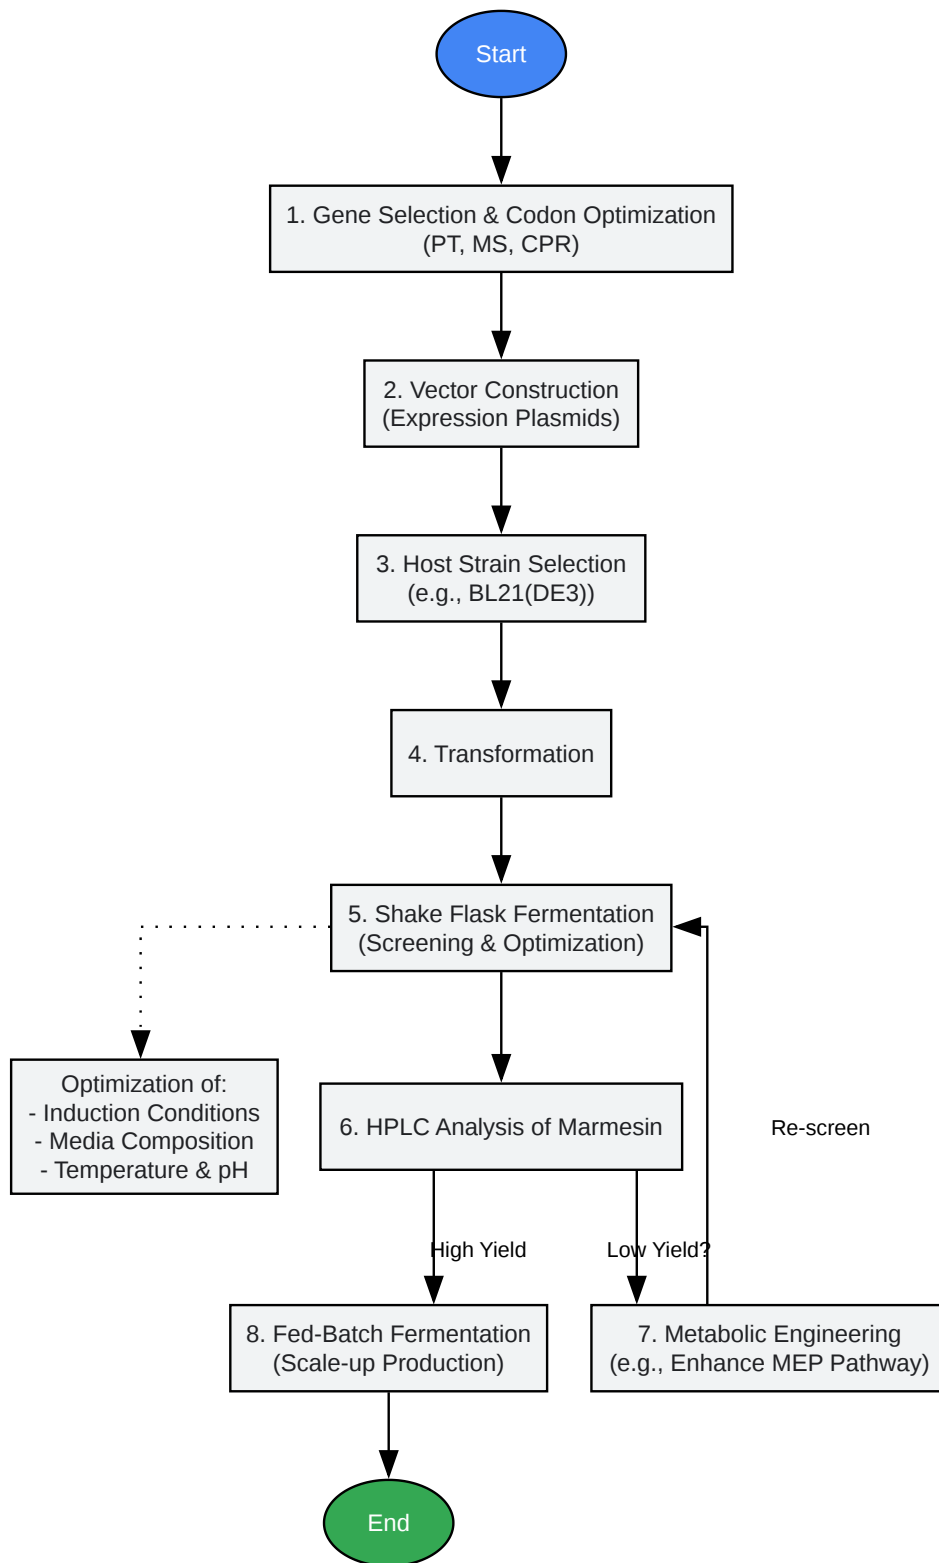 Start
1. Gene Selection & Codon Optimization
(PT, MS, CPR)
2. Vector Construction
(Expression Plasmids)
3. Host Strain Selection
(e.g., BL21(DE3))
4. Transformation
5. Shake Flask Fermentation
(Screening & Optimization)
Optimization of:
- Induction Conditions
- Media Composition
- Temperature & pH
6. HPLC Analysis of Marmesin
Re-screen
High Yield
Low Yield?
8. Fed-Batch Fermentation
(Scale-up Production)
7. Metabolic Engineering
(e.g., Enhance MEP Pathway)
End